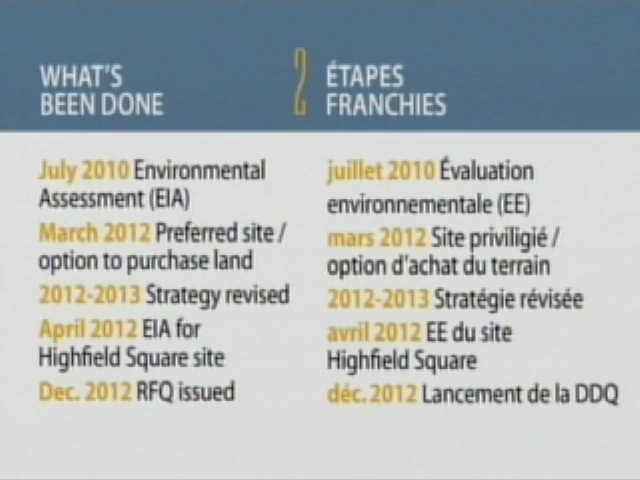 WHAT'S
BEEN DONE
2
ÉTAPES
FRANCHIES
July 2010 Environmental
Assessment (EIA)
March 2012 Preferred site /
option to purchase land
2012-2013 Strategy revised
April 2012 EIA for
Highfield Square site
Dec. 2012 RFQ issued
juillet 2010 Évaluation
environnementale (EE)
mars 2012 Site priviligié /
option d'achat du terrain
2012-2013 Stratégie révisée
avril 2012 EE du site
Highfield Square
déc. 2012 Lancement de la DDQ